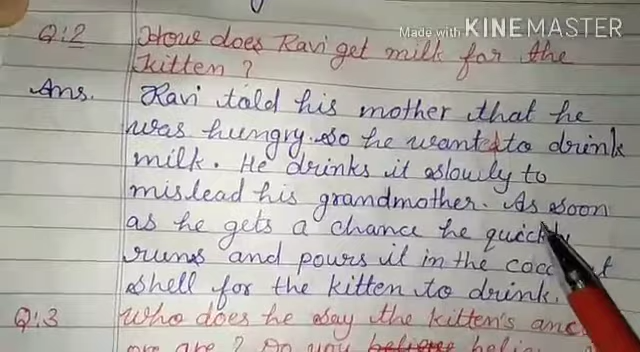 Made with KINEMASTER
Q:2 How does Ravi get milk for the
kitten ?
Ans. Ravi told his mother that he
was hungry. so he wanted to drink
milk. He drinks it slowly to
mislead his grandmother. As soon
as he gets a chance he quickly
runs and pours it in the
shell for the kitten to drink.
Q:3 Who does he say the kitten's
are ? Do you